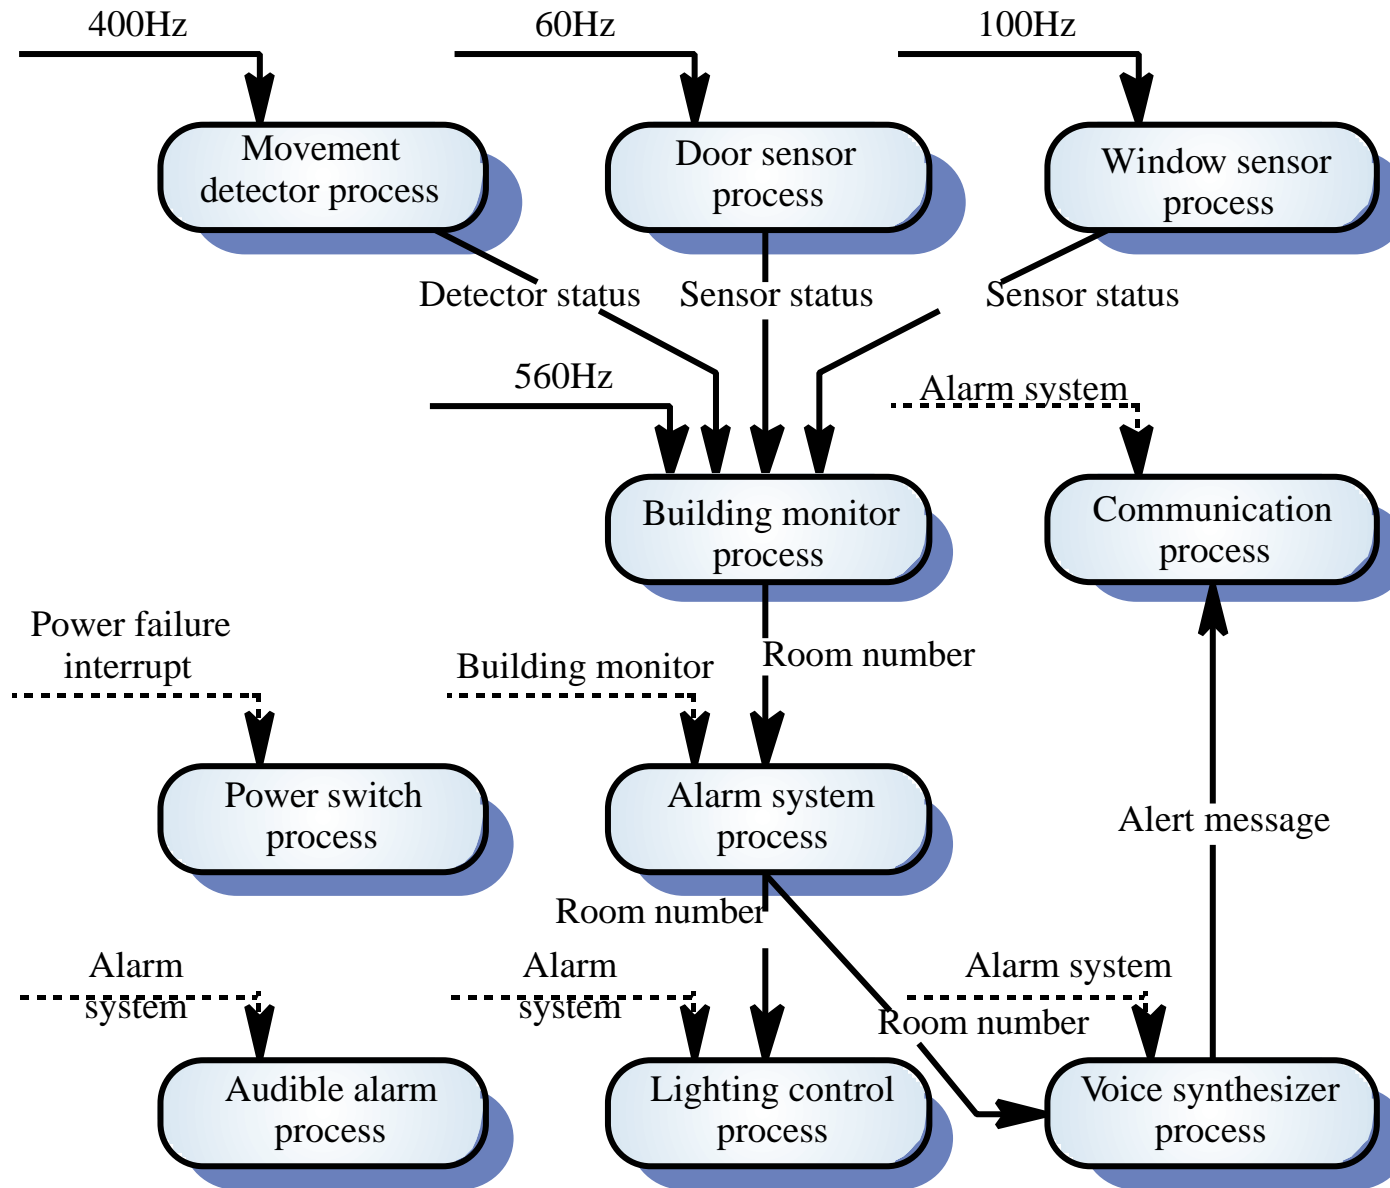 400Hz
60Hz
100Hz
Movement
detector process
Door sensor
process
Window sensor
process
Detector status
Sensor status
Sensor status
560Hz
Alarm system
Building monitor
process
Communication
process
Power failure
interrupt
Building monitor
Room number
Power switch
process
Alarm system
process
Alert message
Room number
Alarm
system
Alarm
system
Alarm system
Room number
Audible alarm
process
Lighting control
process
Voice synthesizer
process